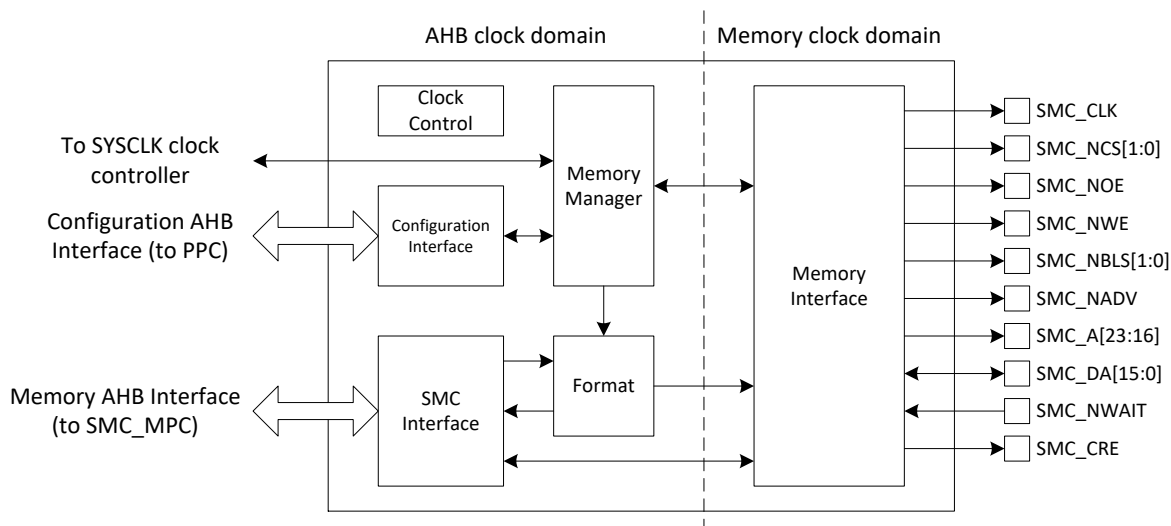 AHB clock domain
Memory clock domain
Clock
Control
To SYSCLK clock
controller
Configuration AHB
Interface (to PPC)
Configuration
Interface
Memory
Manager
Memory AHB Interface
(to SMC_MPC)
SMC
Interface
Format
Memory
Interface
SMC_CLK
SMC_NCS[1:0]
SMC_NOE
SMC_NWE
SMC_NBLS[1:0]
SMC_NADV
SMC_A[23:16]
SMC_DA[15:0]
SMC_NWAIT
SMC_CRE